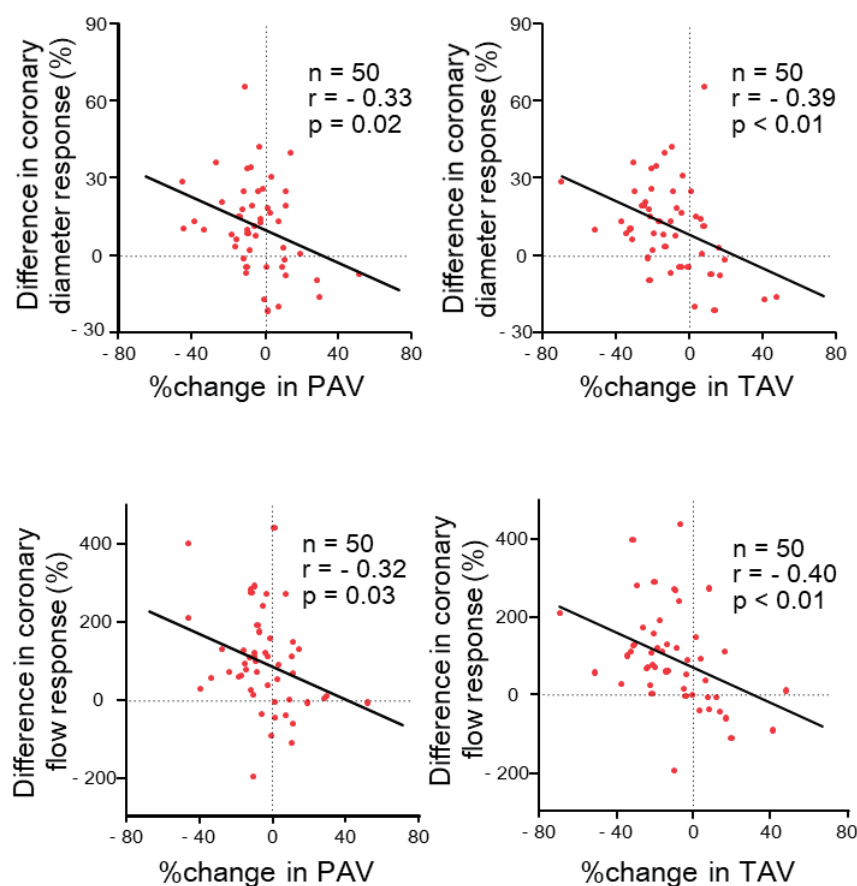 Difference in coronary
diameter response (%)
90
60
30
0
- 30
n = 50
r = - 0.33
p = 0.02
- 80
- 40
0
40
80
%change in PAV
Difference in coronary
diameter response (%)
90
60
30
0
- 30
n = 50
r = - 0.39
p < 0.01
- 80
- 40
0
40
80
%change in TAV
Difference in coronary
flow response (%)
400
200
0
- 200
n = 50
r = - 0.32
p = 0.03
- 80
- 40
0
40
80
%change in PAV
Difference in coronary
flow response (%)
400
200
0
- 200
n = 50
r = - 0.40
p < 0.01
- 80
- 40
0
40
80
%change in TAV